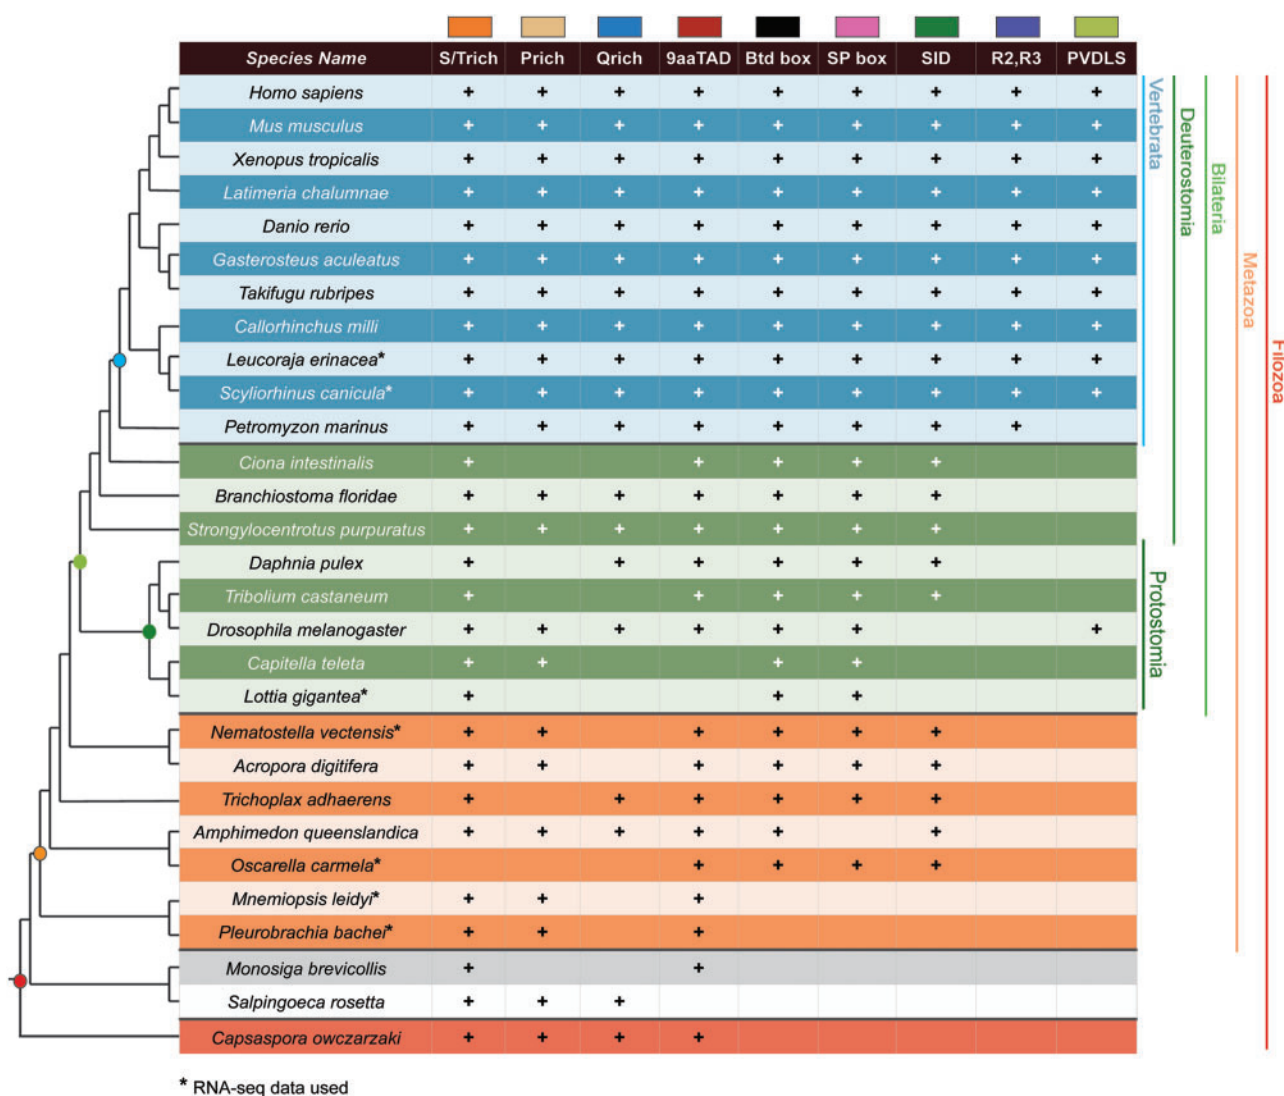 Species Name S/Trich Prich Qrich 9aaTAD Btd box SP box SID R2,R3 PVDLS
Homo sapiens + + + + + + + + +
Mus musculus + + + + + + + + +
Xenopus tropicalis + + + + + + + + +
Latimeria chalumnae + + + + + + + + +
Danio rerio + + + + + + + + +
Gasterosteus aculeatus + + + + + + + + +
Takifugu rubripes + + + + + + + + +
Callorhinchus milli + + + + + + + + +
Leucoraja erinacea* + + + + + + + + +
Scyliorhinus canicula* + + + + + + + + +
Petromyzon marinus + + + + + + + +
Ciona intestinalis + + + + +
Branchiostoma floridae + + + + + + +
Strongylocentrotus purpuratus + + + + + + +
Daphnia pulex + + + + + +
Tribolium castaneum + + + + +
Drosophila melanogaster + + + + + + +
Capitella teleta + + + +
Lottia gigantea* + + +
Nematostella vectensis* + + + + + +
Acropora digitifera + + + + + +
Trichoplax adhaerens + + + + + +
Amphimedon queenslandica + + + + + +
Oscarella carmela* + + + +
Mnemiopsis leidyi* + + +
Pleurobrachia bachei* + + +
Monosiga brevicollis + +
Salpingoeca rosetta + + +
Capsaspora owczarzaki + + + +
Vertebrata
Deuterostomia
Protostomia
Bilateria
Metazoa
Filozoa
* RNA-seq data used